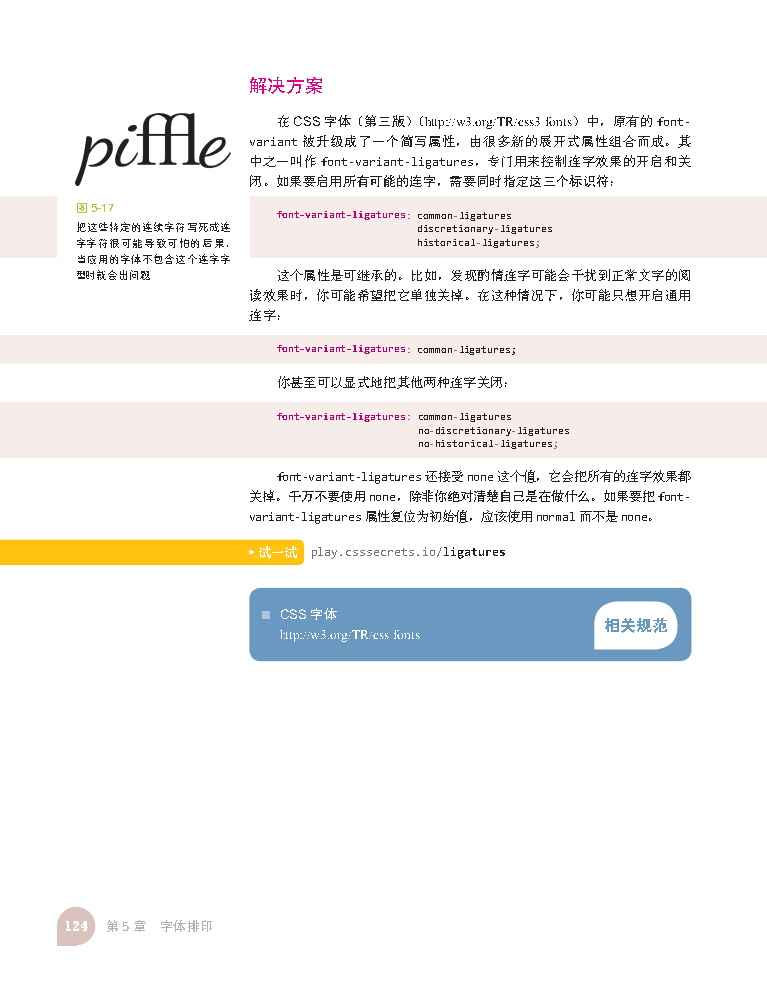 piffle
图 5-17
把这些特定的连续字符写死成连
字字符很可能导致可怕的后果，
当应用的字体不包含这个连字字
型时就会出问题
解决方案
在 CSS 字体（第三版）（http://w3.org/TR/css3-fonts）中，原有的 font-
variant 被升级成了一个简写属性，由很多新的展开式属性组合而成。其
中之一叫作 font-variant-ligatures，专门用来控制连字效果的开启和关
闭。如果要启用所有可能的连字，需要同时指定这三个标识符：
font-variant-ligatures: common-ligatures
discretionary-ligatures
historical-ligatures;
这个属性是可继承的。比如，发现酌情连字可能会干扰到正常文字的阅
读效果时，你可能希望把它单独关掉。在这种情况下，你可能只想开启通用
连字：
font-variant-ligatures: common-ligatures;
你甚至可以显式地把其他两种连字关闭：
font-variant-ligatures: common-ligatures
no-discretionary-ligatures
no-historical-ligatures;
font-variant-ligatures 还接受 none 这个值，它会把所有的连字效果都
关掉。千万不要使用 none，除非你绝对清楚自己是在做什么。如果要把 font-
variant-ligatures 属性复位为初始值，应该使用 normal 而不是 none。
▶ 试一试 play.csssecrets.io/ligatures
■ CSS 字体
http://w3.org/TR/css-fonts
相关规范
124 第 5 章 字体排印